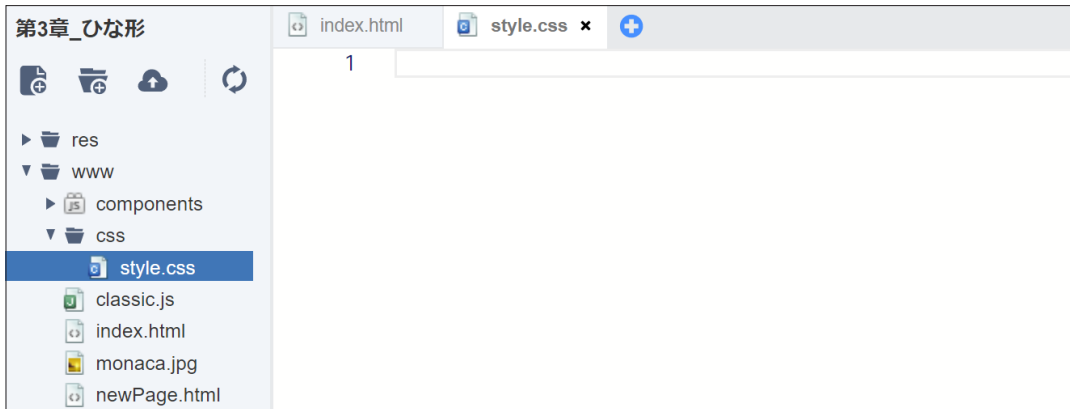 第3章_ひな形
index.html
style.css ×
1
res
www
components
css
style.css
classic.js
index.html
monaca.jpg
newPage.html